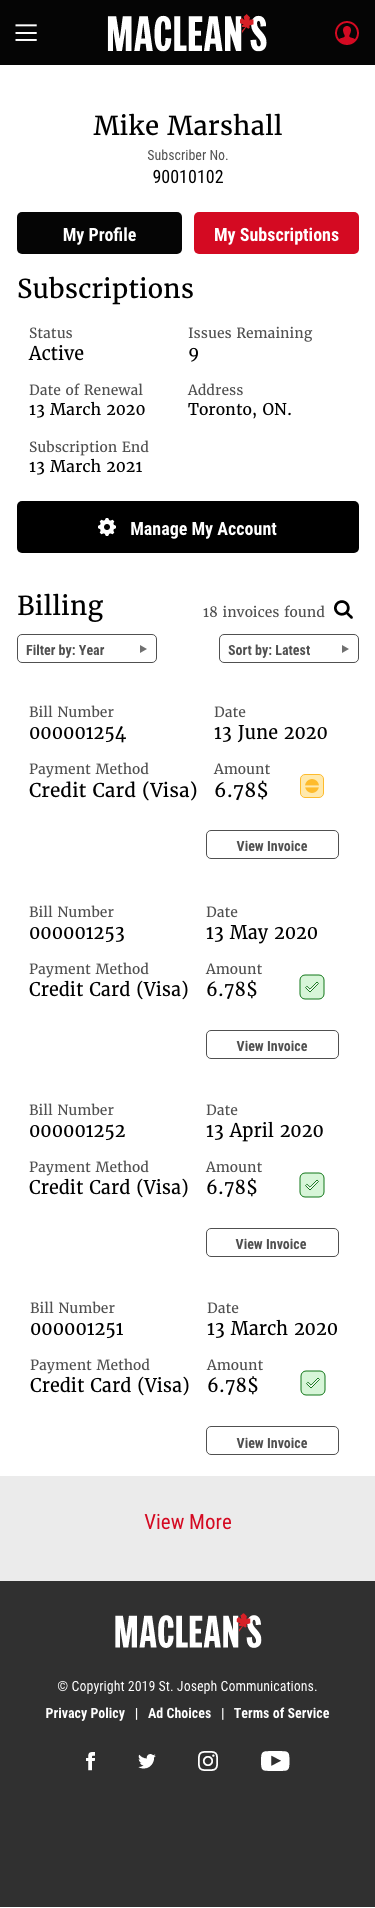 MACLEAN'S
Mike Marshall
Subscriber No.
90010102
My Profile
My Subscriptions
Subscriptions
Status
Issues Remaining
Active
9
Date of Renewal
Address
13 March 2020
Toronto, ON.
Subscription End
13 March 2021
Manage My Account
Billing
18 invoices found
Filter by: Year
Sort by: Latest
Bill Number
Date
000001254
13 June 2020
Payment Method
Amount
Credit Card (Visa)
6.78$
View Invoice
Bill Number
Date
000001253
13 May 2020
Payment Method
Amount
Credit Card (Visa)
6.78$
View Invoice
Bill Number
Date
000001252
13 April 2020
Payment Method
Amount
Credit Card (Visa)
6.78$
View Invoice
Bill Number
Date
000001251
13 March 2020
Payment Method
Amount
Credit Card (Visa)
6.78$
View Invoice
View More
MACLEAN'S
© Copyright 2019 St. Joseph Communications.
Privacy Policy | Ad Choices | Terms of Service